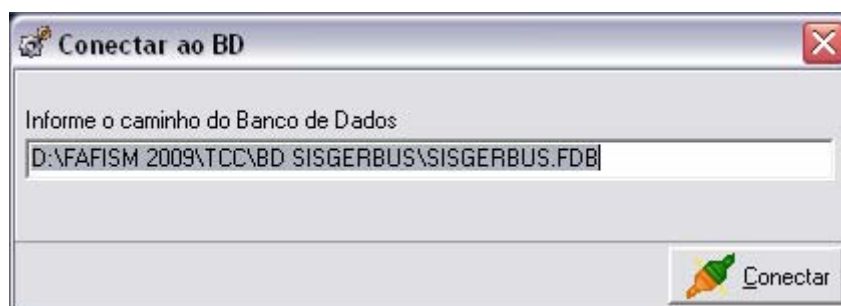 Conectar ao BD
Informe o caminho do Banco de Dados
D:\FAFISM 2009\TCC\BD SISGERBUS\SISGERBUS.FDB
Conectar